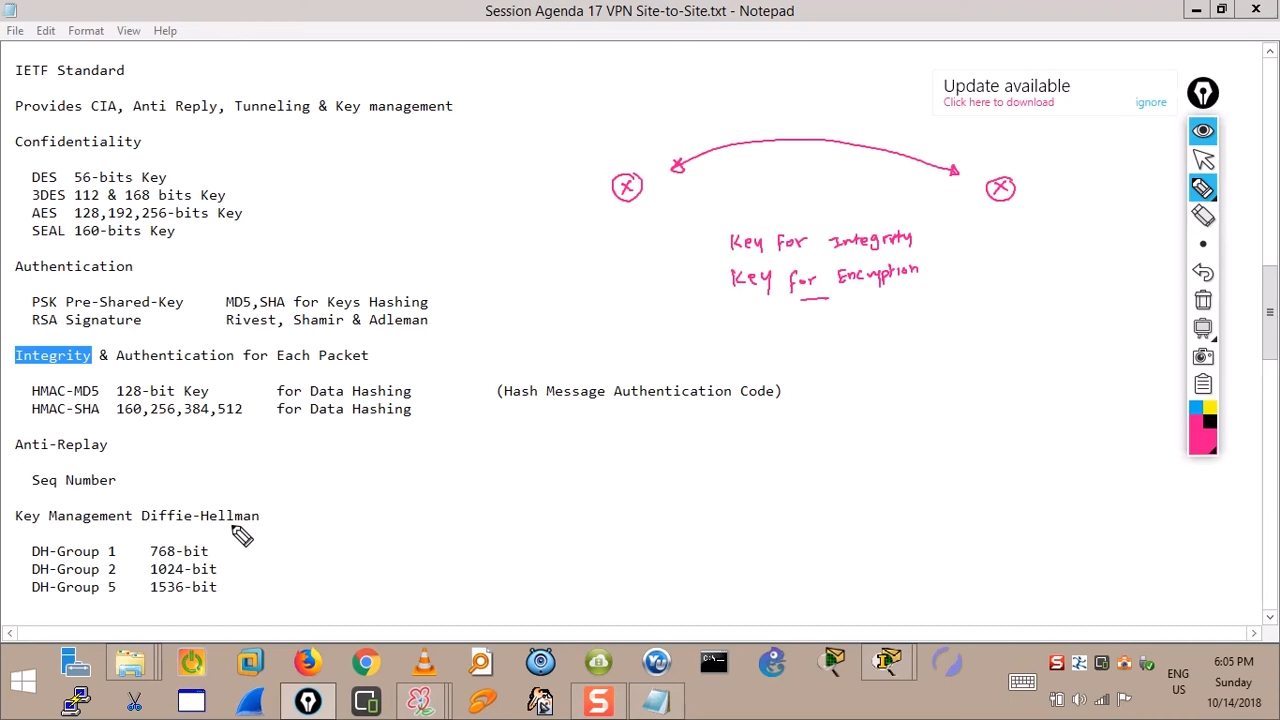 Session Agenda 17 VPN Site-to-Site.txt - Notepad
File Edit Format View Help
IETF Standard
Provides CIA, Anti Reply, Tunneling & Key management
Confidentiality
DES 56-bits Key
3DES 112 & 168 bits Key
AES 128,192,256-bits Key
SEAL 160-bits Key
Authentication
PSK Pre-Shared-Key MD5,SHA for Keys Hashing
RSA Signature Rivest, Shamir & Adleman
Integrity & Authentication for Each Packet
HMAC-MD5 128-bit Key for Data Hashing (Hash Message Authentication Code)
HMAC-SHA 160,256,384,512 for Data Hashing
Anti-Replay
Seq Number
Key Management Diffie-Hellman
DH-Group 1 768-bit
DH-Group 2 1024-bit
DH-Group 5 1536-bit
Update available
Click here to download ignore
X X
Key for Integrity
Key for Encryption
ENG
US
6:05 PM
Sunday
10/14/2018